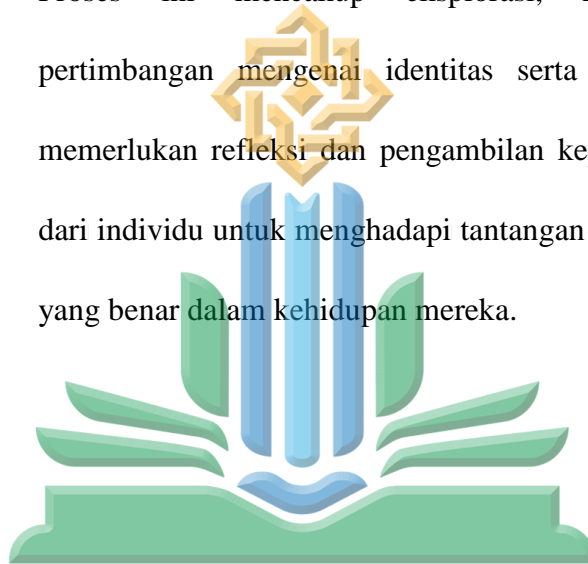 pertimbangan mengenai identitas serta
memerlukan refleksi dan pengambilan ke
dari individu untuk menghadapi tantangan
yang benar dalam kehidupan mereka.